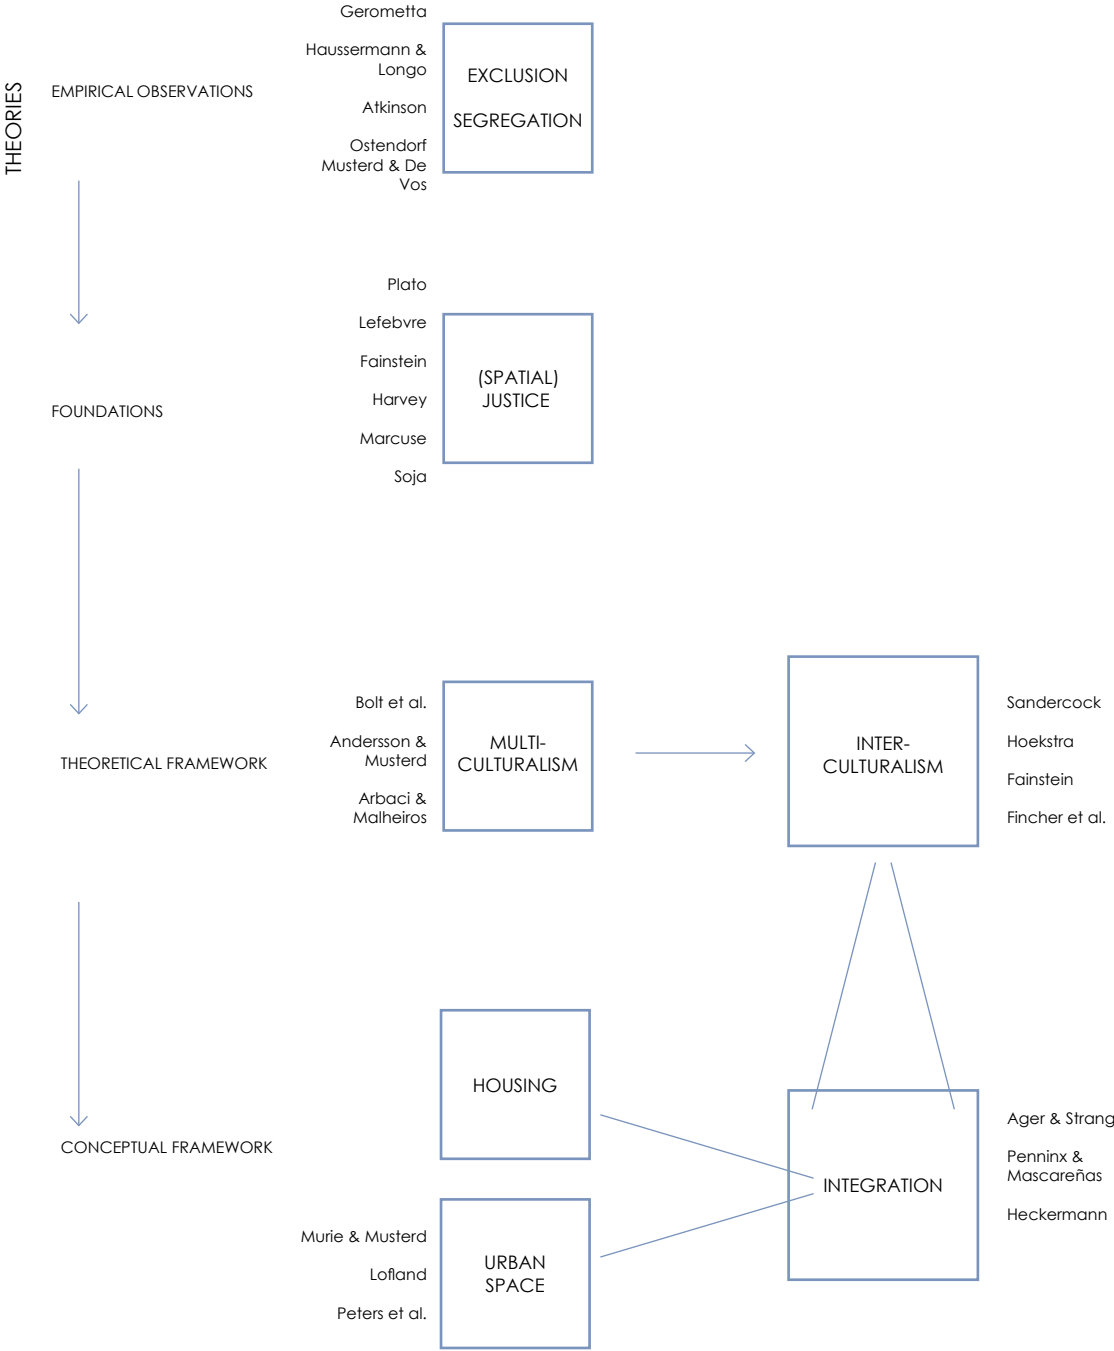 THEORIES
EMPIRICAL OBSERVATIONS
Gerometta
Haussermann &
Longo
Atkinson
Ostendorf
Musterd & De
Vos
EXCLUSION
SEGREGATION
FOUNDATIONS
Plato
Lefebvre
Fainstein
Harvey
Marcuse
Soja
(SPATIAL)
JUSTICE
THEORETICAL FRAMEWORK
Bolt et al.
Andersson &
Musterd
Arbaci &
Malheiros
MULTI-
CULTURALISM
INTER-
CULTURALISM
Sandercock
Hoekstra
Fainstein
Fincher et al.
CONCEPTUAL FRAMEWORK
HOUSING
Murie & Musterd
Lofland
Peters et al.
URBAN
SPACE
INTEGRATION
Ager & Strang
Penninx &
Mascareñas
Heckermann